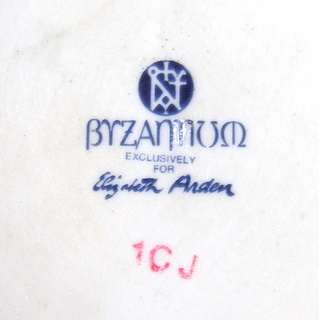 BYZANTIUM
EXCLUSIVELY
FOR
Elizabeth Arden
1CJ